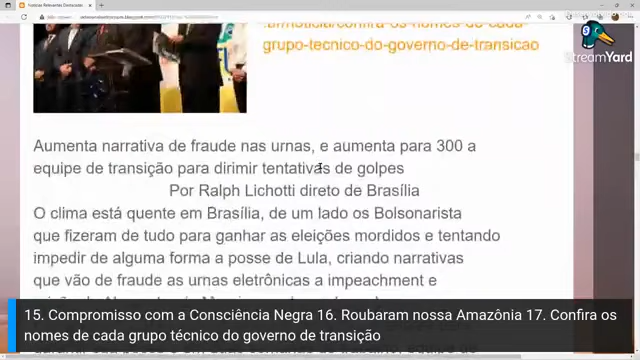 .br/noticia/confira-os-nomes-de-cada-
grupo-tecnico-do-governo-de-transicao
StreamYard
Aumenta narrativa de fraude nas urnas, e aumenta para 300 a
equipe de transição para dirimir tentativas de golpes
Por Ralph Lichotti direto de Brasília
O clima está quente em Brasília, de um lado os Bolsonarista
que fizeram de tudo para ganhar as eleições mordidos e tentando
impedir de alguma forma a posse de Lula, criando narrativas
que vão de fraude as urnas eletrônicas a impeachment e
15. Compromisso com a Consciência Negra 16. Roubaram nossa Amazônia 17. Confira os
nomes de cada grupo técnico do governo de transição